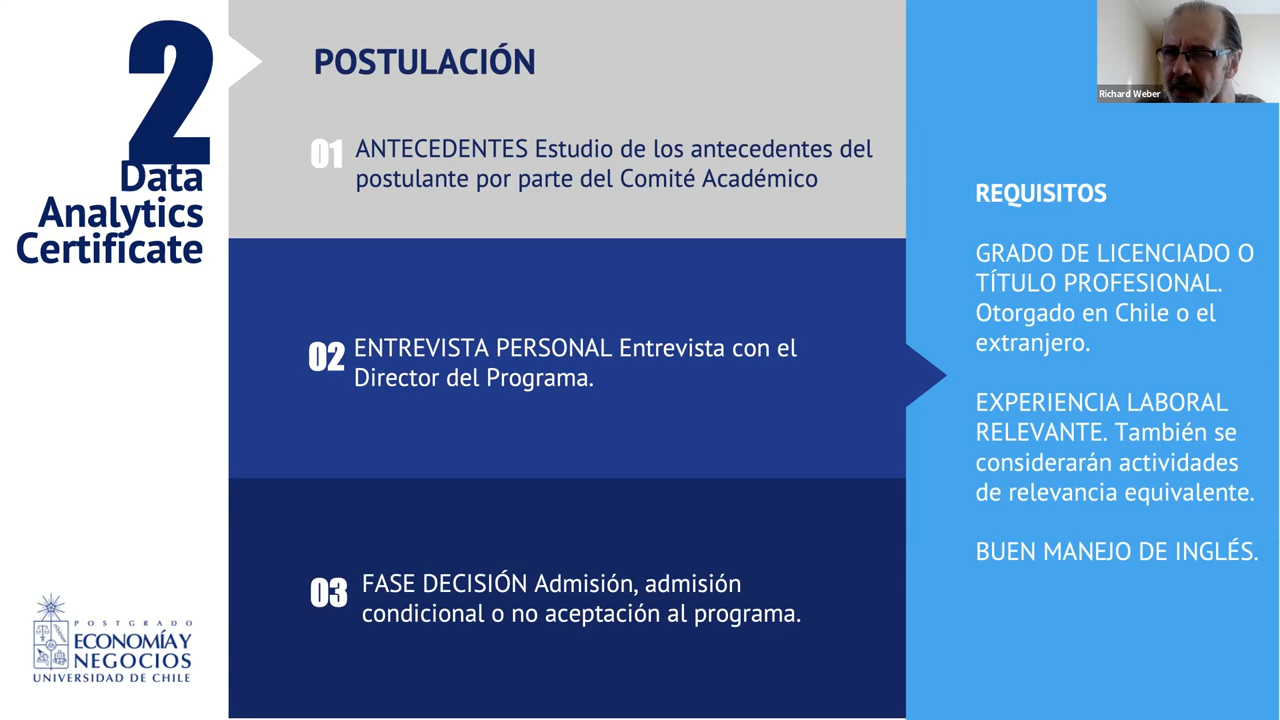 2
Data
Analytics
Certificate
POSTULACIÓN
01
ANTECEDENTES Estudio de los antecedentes del
postulante por parte del Comité Académico
02
ENTREVISTA PERSONAL Entrevista con el
Director del Programa.
03
FASE DECISIÓN Admisión, admisión
condicional o no aceptación al programa.
Richard Weber
REQUISITOS
GRADO DE LICENCIADO O
TÍTULO PROFESIONAL.
Otorgado en Chile o el
extranjero.
EXPERIENCIA LABORAL
RELEVANTE. También se
considerarán actividades
de relevancia equivalente.
BUEN MANEJO DE INGLÉS.
POSTGRADO
ECONOMÍA Y
NEGOCIOS
UNIVERSIDAD DE CHILE